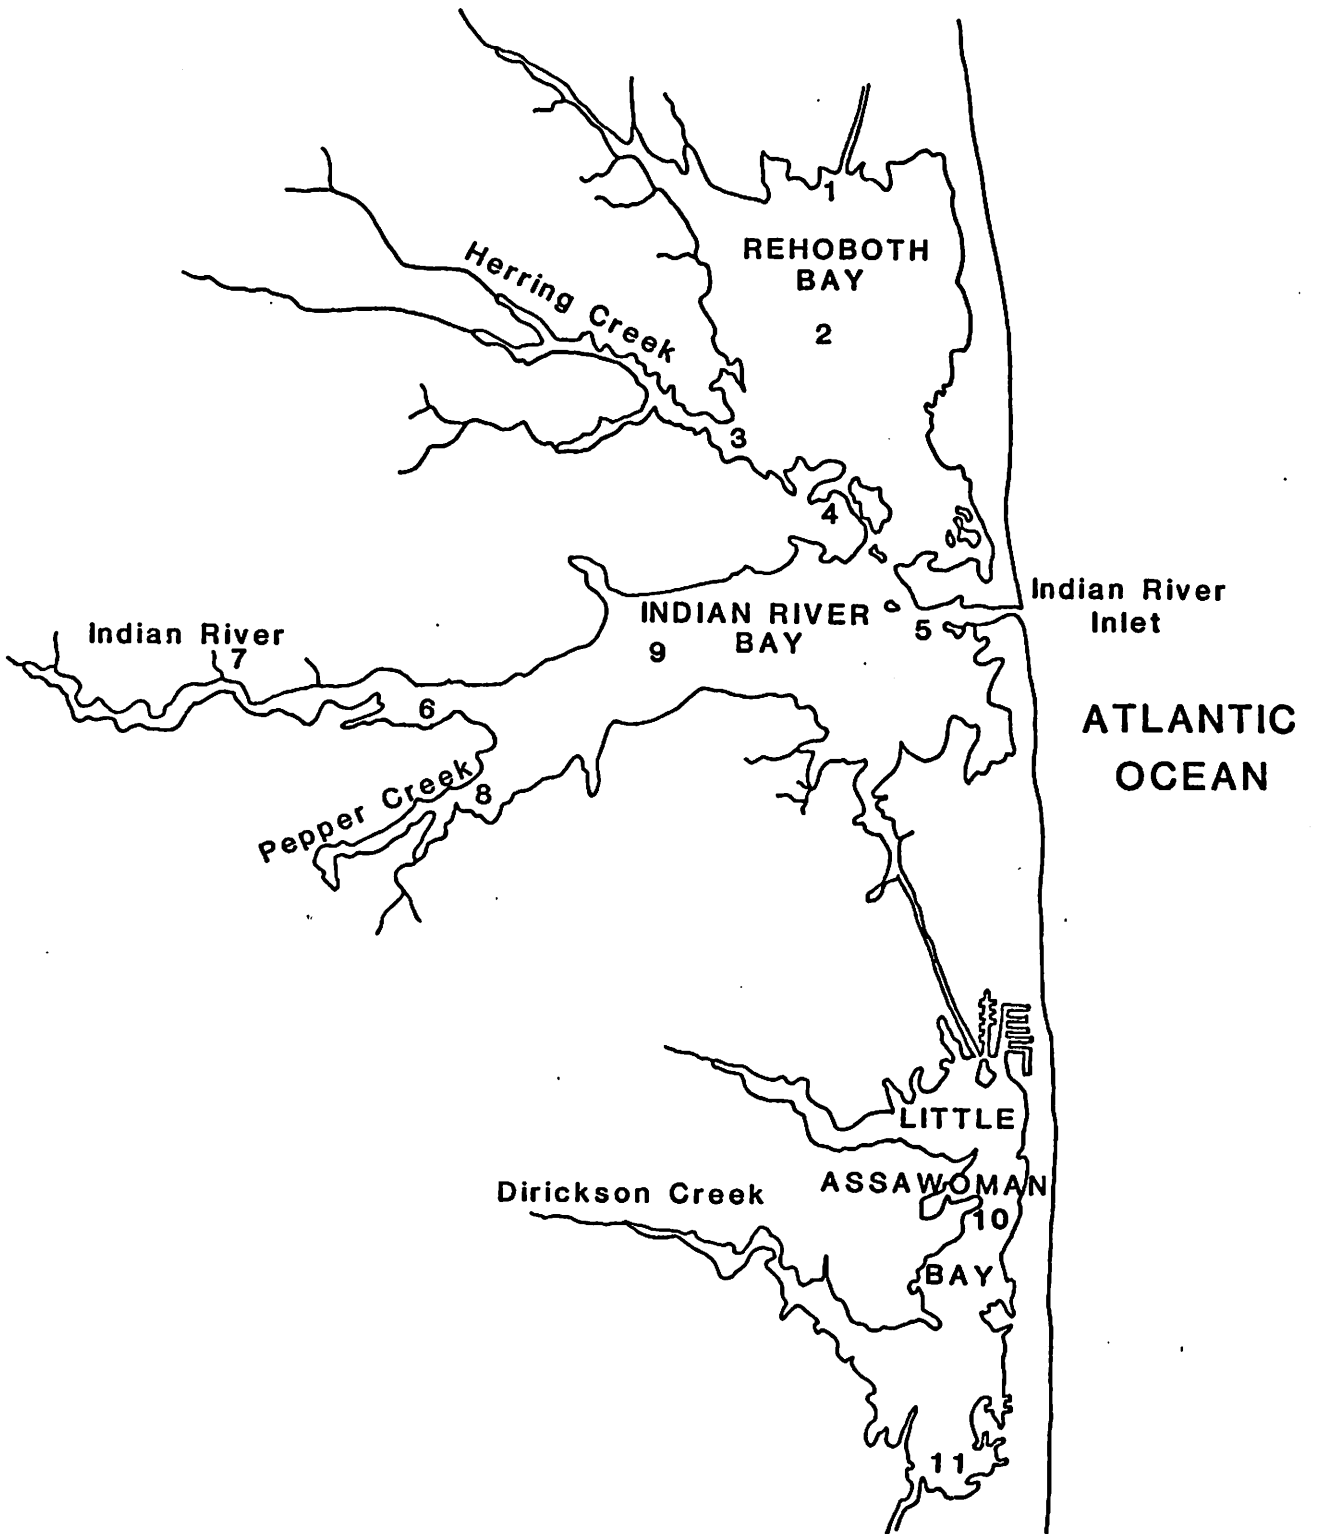 1
REHOBOTH
BAY
2
Herring Creek
3
4
Indian River
Inlet
INDIAN RIVER
BAY
5
9
Indian River
7
6
ATLANTIC
OCEAN
Pepper Creek
8
LITTLE
ASSAWOMAN
10
BAY
Dirickson Creek
11